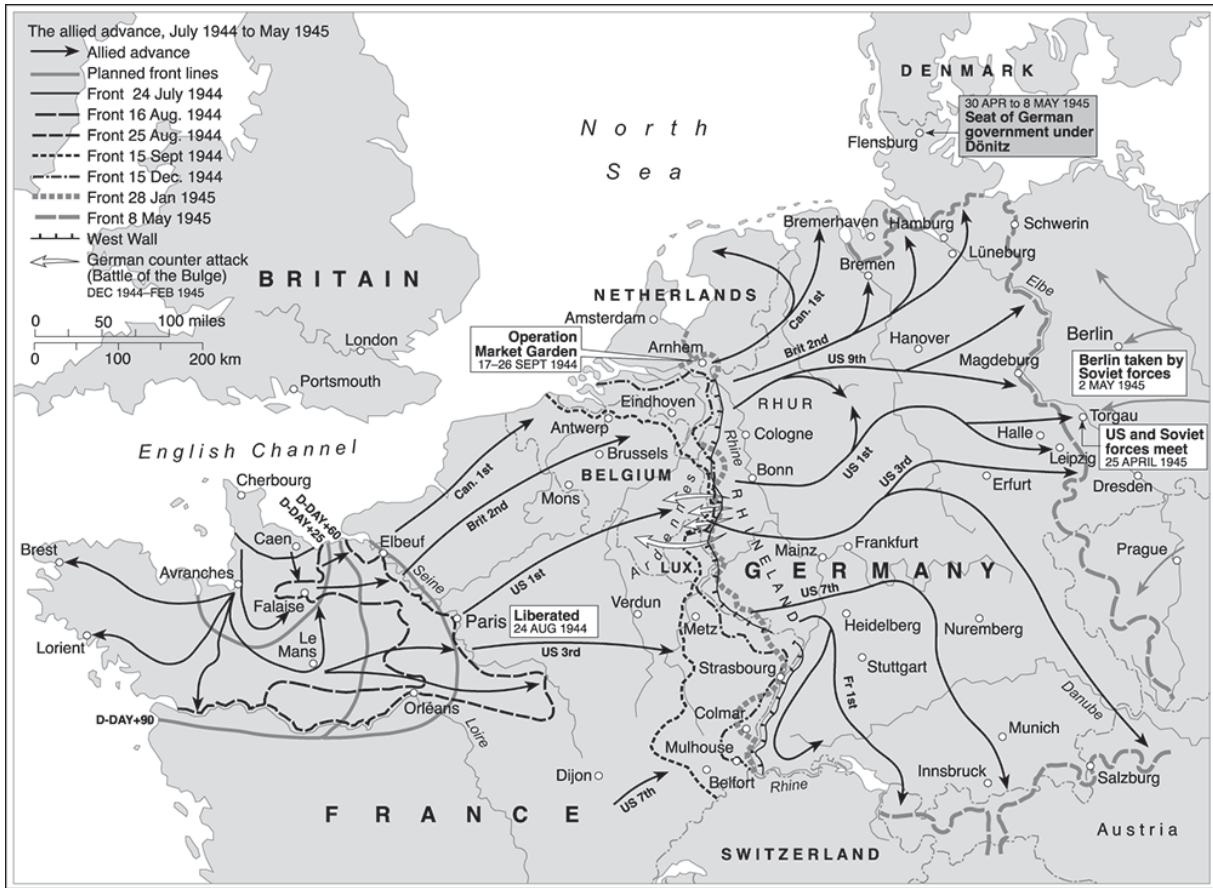 The allied advance, July 1944 to May 1945
Allied advance
Planned front lines
Front 24 July 1944
Front 16 Aug. 1944
Front 25 Aug. 1944
Front 15 Sept 1944
Front 15 Dec. 1944
Front 28 Jan 1945
Front 8 May 1945
West Wall
German counter attack
(Battle of the Bulge)
DEC 1944–FEB 1945
0 50 100 miles
0 100 200 km
BRITAIN
London
Portsmouth
North
Sea
DENMARK
30 APR to 8 MAY 1945
Seat of German
government under
Dönitz
Flensburg
Bremerhaven
Hamburg
Schwerin
Bremen
Lüneburg
Elbe
NETHERLANDS
Amsterdam
Can. 1st
Operation
Market Garden
17–26 SEPT 1944
Arnhem
Brit 2nd
Hanover
Berlin
Berlin taken by
Soviet forces
2 MAY 1945
US 9th
Magdeburg
Eindhoven
RHUR
Antwerp
Rhine
Cologne
Torgau
Halle
US and Soviet
forces meet
25 APRIL 1945
Leipzig
English Channel
Brussels
BELGIUM
Bonn
US 1st
US 3rd
Erfurt
Dresden
Can. 1st
Mons
Brit 2nd
Cherbourg
D-DAY+60
D-DAY+25
Caen
Elbeuf
Seine
Brest
Avranches
Falaise
US 1st
Ardennes
LUX.
RHINELAND
Mainz
Frankfurt
GERMANY
Prague
US 7th
Paris
Liberated
24 AUG 1944
Verdun
Metz
Heidelberg
Nuremberg
Lorient
Le
Mans
US 3rd
Strasbourg
Stuttgart
Fr 1st
D-DAY+90
Orléans
Loire
Colmar
Danube
Munich
Mulhouse
Dijon
US 7th
Belfort
Rhine
Innsbruck
Salzburg
FRANCE
SWITZERLAND
Austria